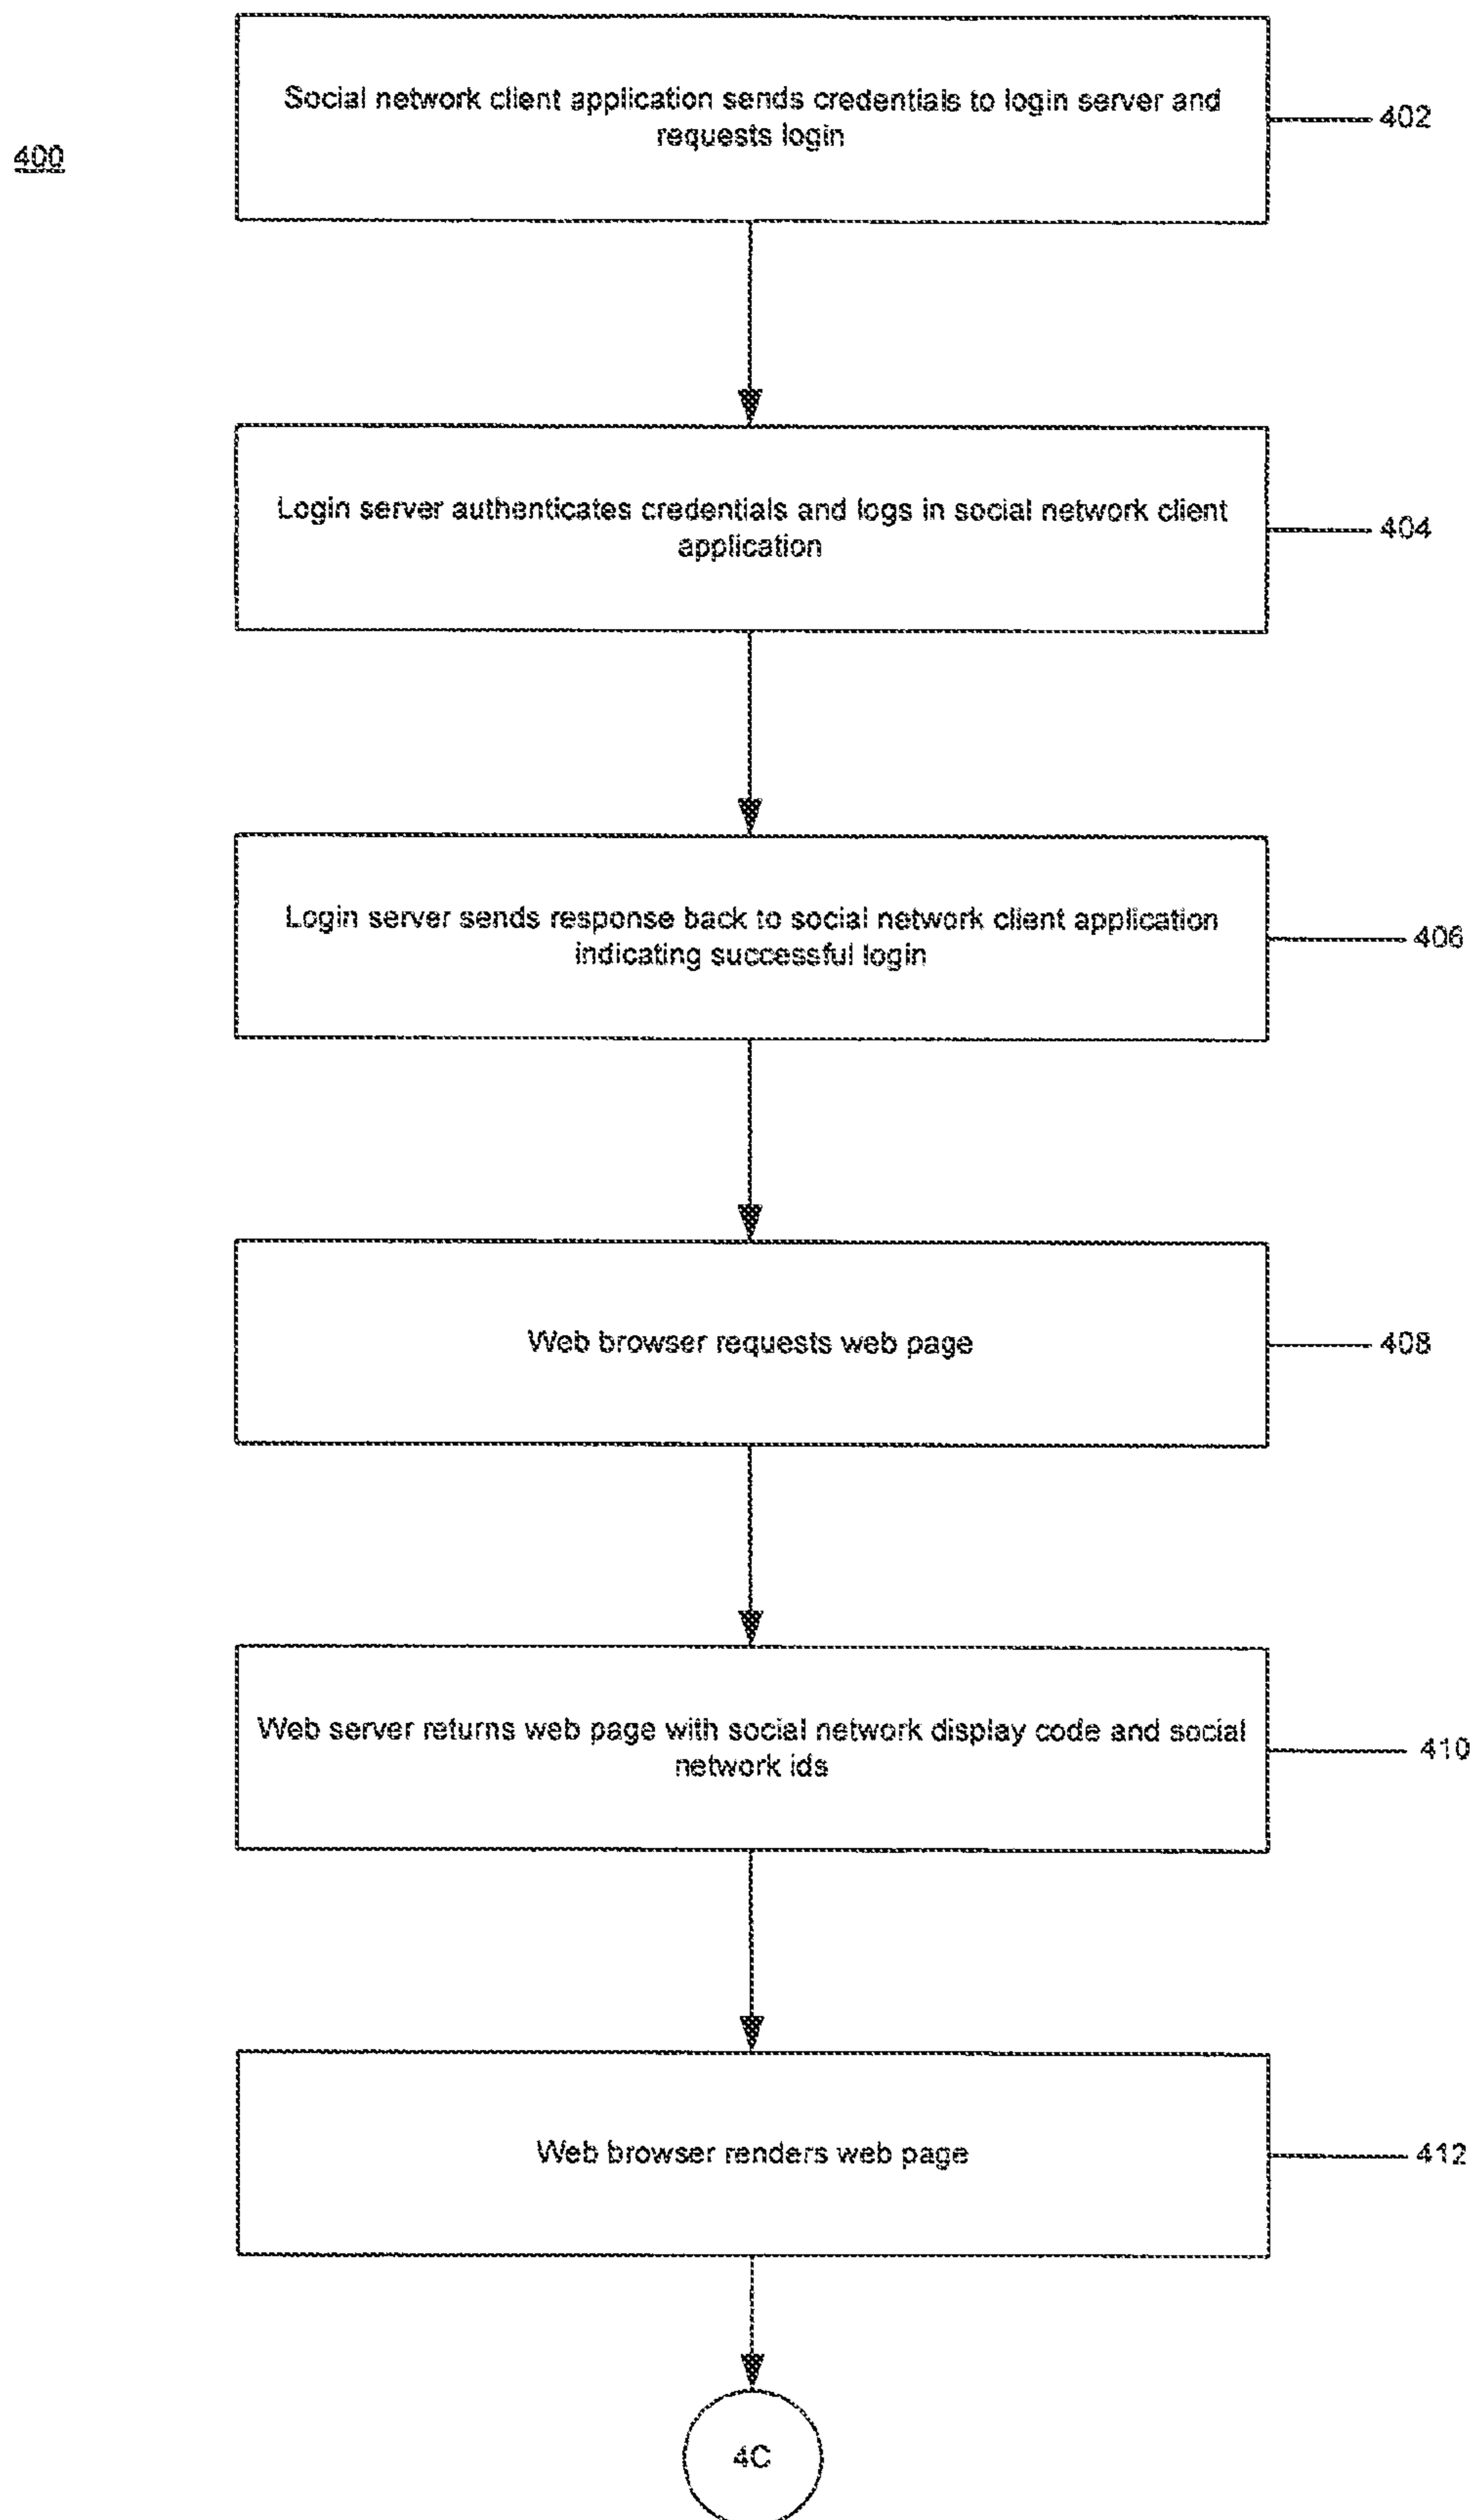 400
Social network client application sends credentials to login server and
requests login
402
Login server authenticates credentials and logs in social network client
application
404
Login server sends response back to social network client application
indicating successful login
406
Web browser requests web page
408
Web server returns web page with social network display code and social
network ids
410
Web browser renders web page
412
4C